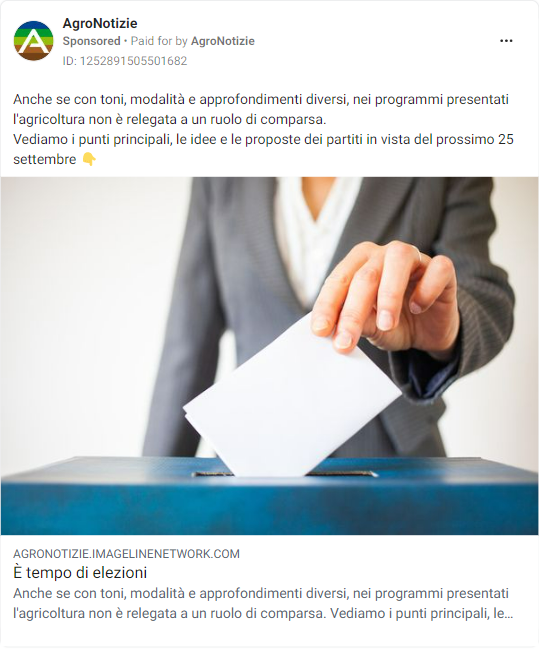 AgroNotizie
Sponsored • Paid for by AgroNotizie
ID: 1252891505501682
Anche se con toni, modalità e approfondimenti diversi, nei programmi presentati
l'agricoltura non è relegata a un ruolo di comparsa.
Vediamo i punti principali, le idee e le proposte dei partiti in vista del prossimo 25
settembre 👇
AGRONOTIZIE.IMAGELINENETWORK.COM
È tempo di elezioni
Anche se con toni, modalità e approfondimenti diversi, nei programmi presentati
l'agricoltura non è relegata a un ruolo di comparsa. Vediamo i punti principali, le...